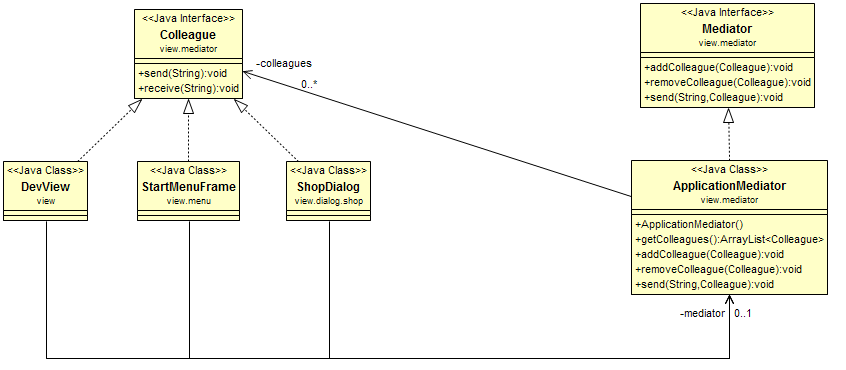 <<Java Interface>>
Colleague
view.mediator
+send(String):void
+receive(String):void
<<Java Interface>>
Mediator
view.mediator
+addColleague(Colleague):void
+removeColleague(Colleague):void
+send(String,Colleague):void
-colleagues
0..*
<<Java Class>>
DevView
view
<<Java Class>>
StartMenuFrame
view.menu
<<Java Class>>
ShopDialog
view.dialog.shop
<<Java Class>>
ApplicationMediator
view.mediator
+ApplicationMediator()
+getColleagues():ArrayList<Colleague>
+addColleague(Colleague):void
+removeColleague(Colleague):void
+send(String,Colleague):void
-mediator 0..1